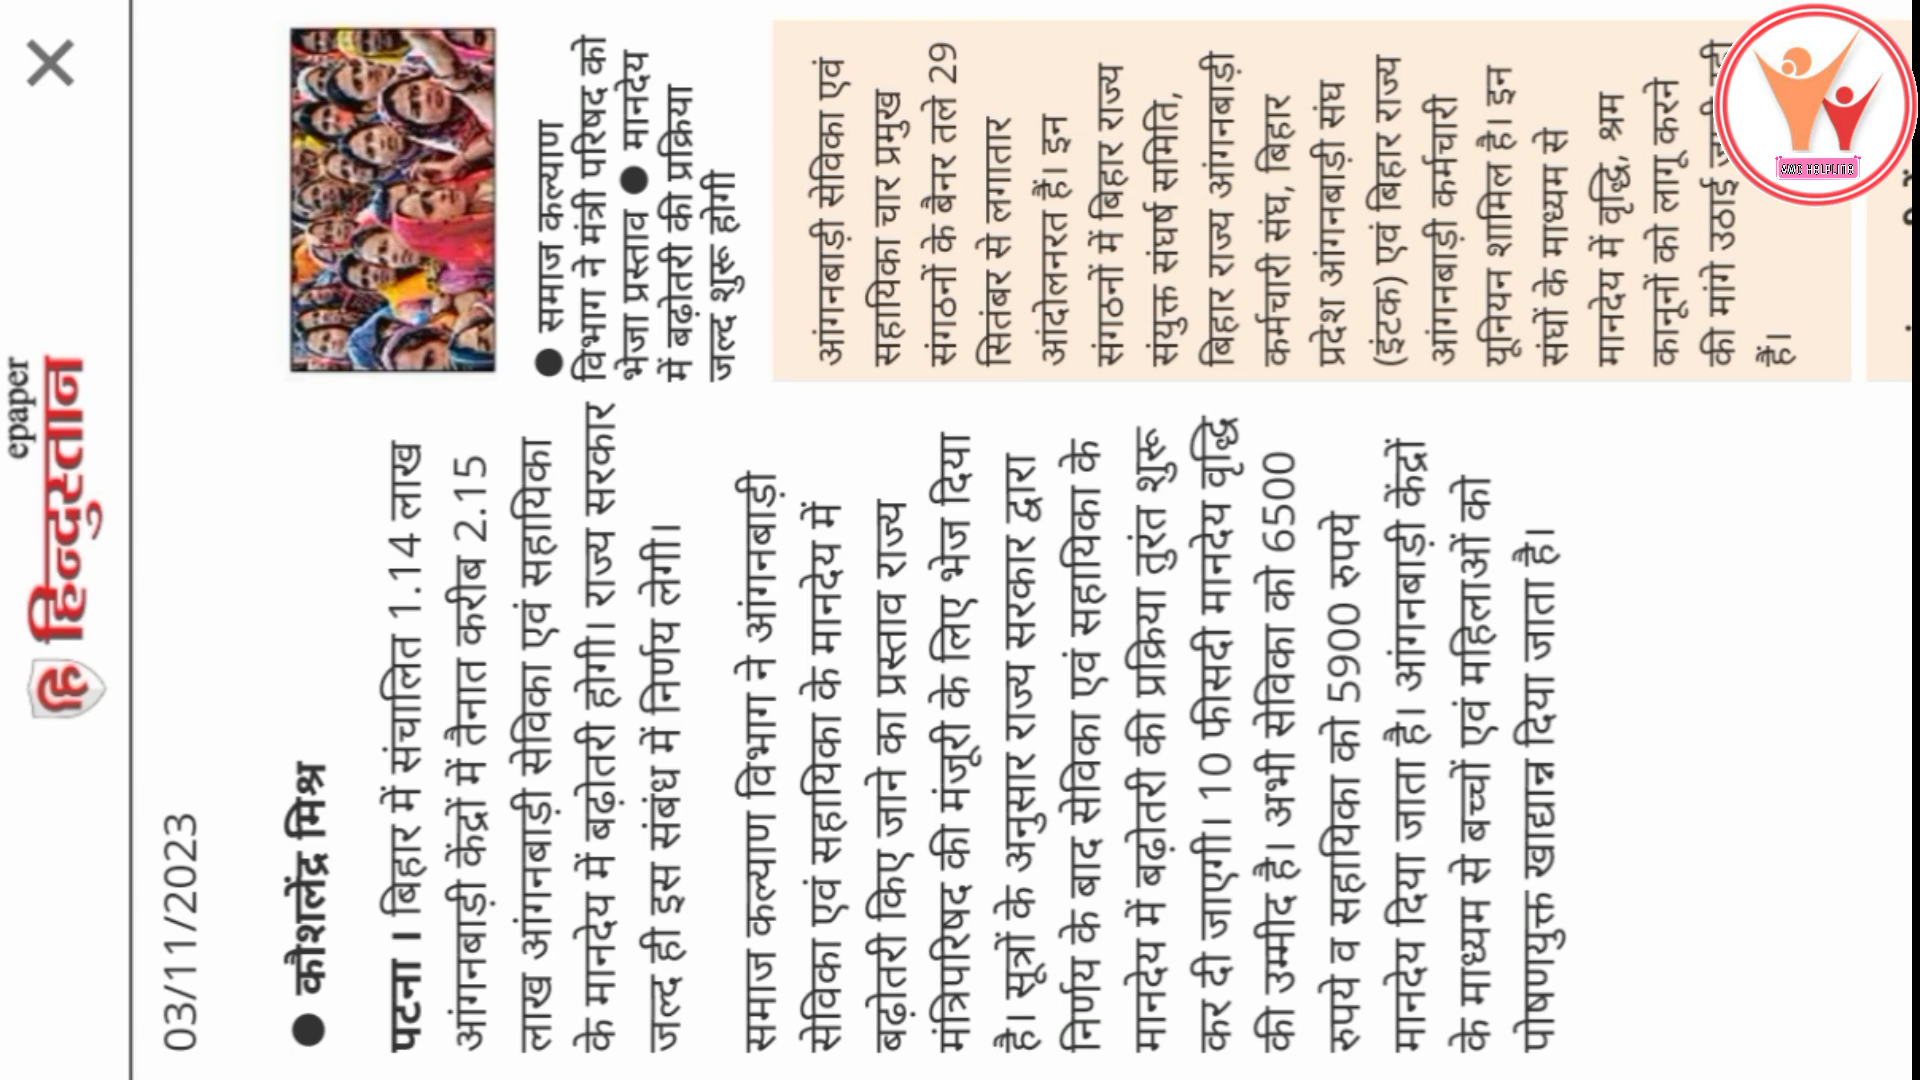 epaper
हि हिन्दुस्तान
03/11/2023
● कौशलेंद्र मिश्र
पटना । बिहार में संचालित 1.14 लाख
आंगनबाड़ी केंद्रों में तैनात करीब 2.15
लाख आंगनबाड़ी सेविका एवं सहायिका
के मानदेय में बढ़ोतरी होगी। राज्य सरकार
जल्द ही इस संबंध में निर्णय लेगी।
समाज कल्याण विभाग ने आंगनबाड़ी
सेविका एवं सहायिका के मानदेय में
बढ़ोतरी किए जाने का प्रस्ताव राज्य
मंत्रिपरिषद की मंजूरी के लिए भेज दिया
है। सूत्रों के अनुसार राज्य सरकार द्वारा
निर्णय के बाद सेविका एवं सहायिका के
मानदेय में बढ़ोतरी की प्रक्रिया तुरंत शुरू
कर दी जाएगी। 10 फीसदी मानदेय वृद्धि
की उम्मीद है। अभी सेविका को 6500
रुपये व सहायिका को 5900 रुपये
मानदेय दिया जाता है। आंगनबाड़ी केंद्रों
के माध्यम से बच्चों एवं महिलाओं को
पोषणयुक्त खाद्यान्न दिया जाता है।
● समाज कल्याण
विभाग ने मंत्री परिषद को
भेजा प्रस्ताव ● मानदेय
में बढ़ोतरी की प्रक्रिया
जल्द शुरू होगी
आंगनबाड़ी सेविका एवं
सहायिका चार प्रमुख
संगठनों के बैनर तले 29
सितंबर से लगातार
आंदोलनरत हैं। इन
संगठनों में बिहार राज्य
संयुक्त संघर्ष समिति,
बिहार राज्य आंगनबाड़ी
कर्मचारी संघ, बिहार
प्रदेश आंगनबाड़ी संघ
(इंटक) एवं बिहार राज्य
आंगनबाड़ी कर्मचारी
यूनियन शामिल है। इन
संघों के माध्यम से
मानदेय में वृद्धि, श्रम
कानूनों को लागू करने
की मांगे उठाई
हैं।